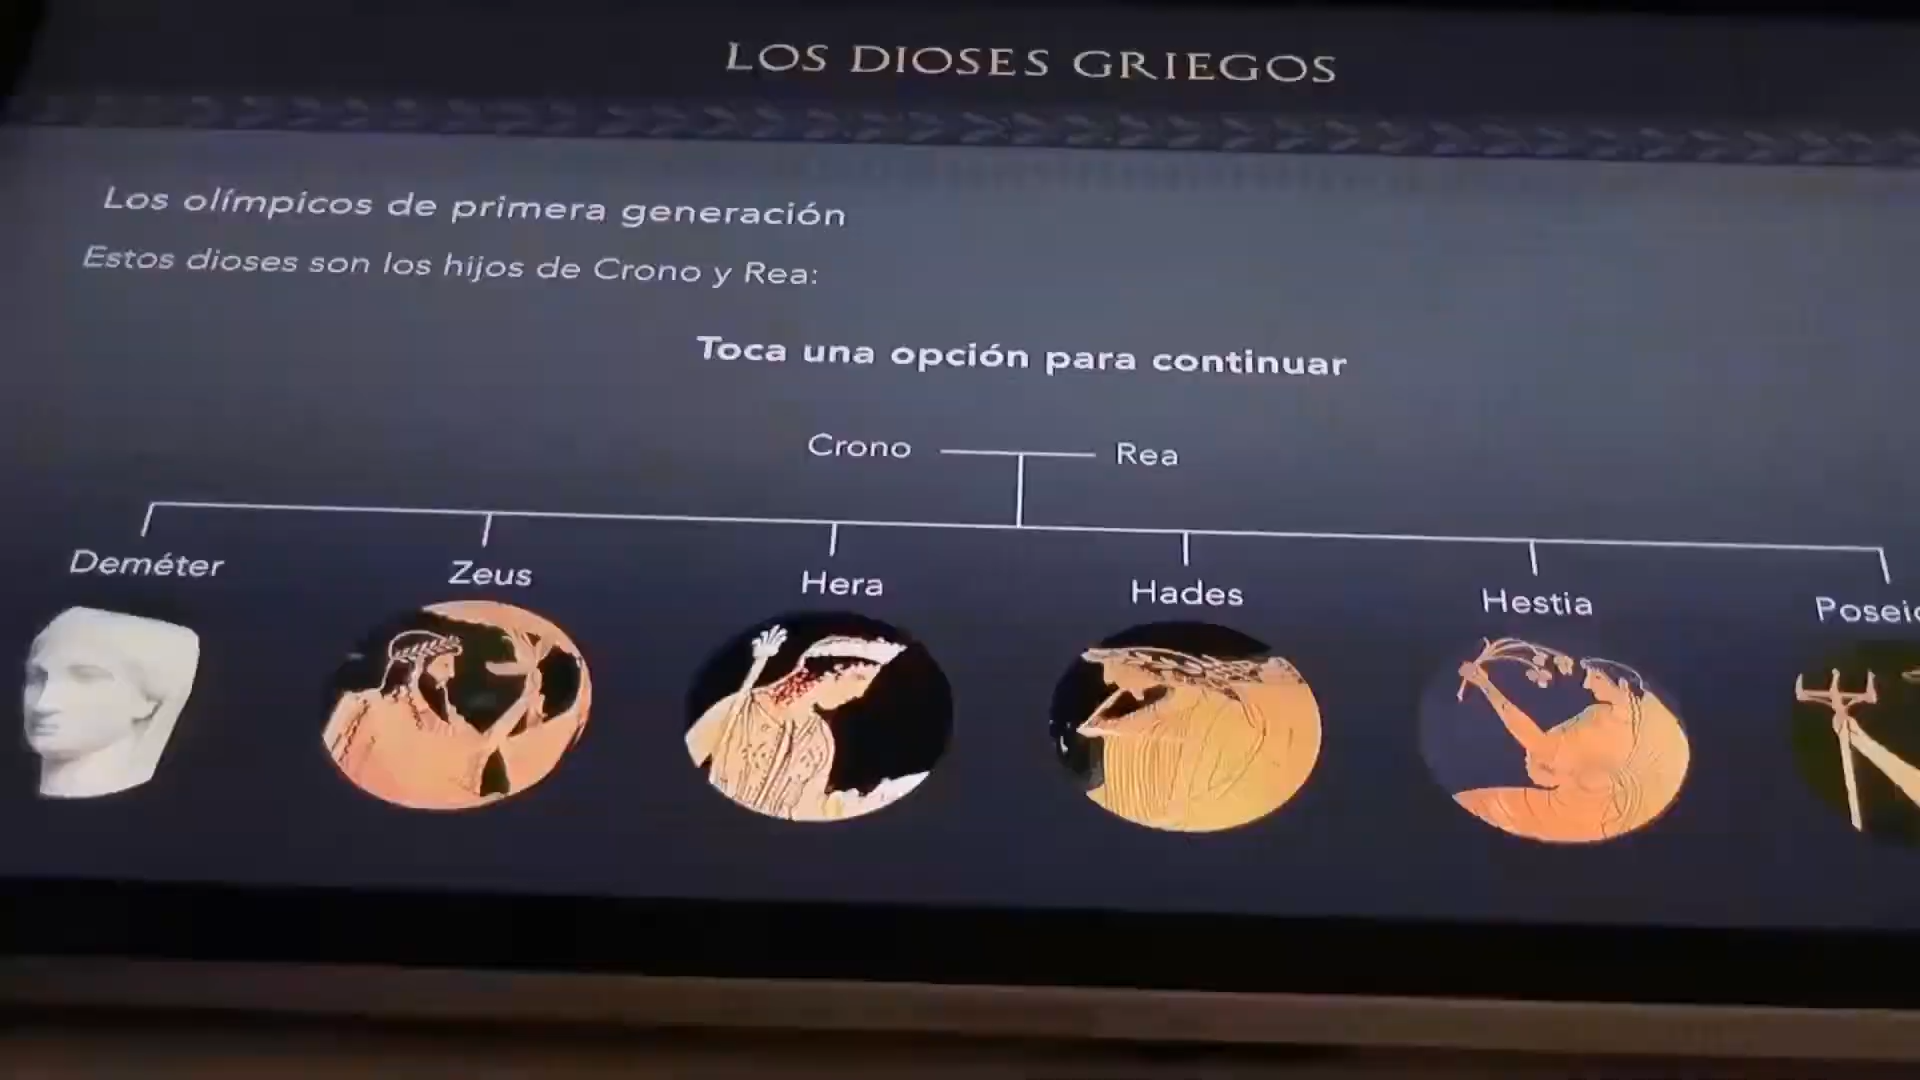 LOS DIOSES GRIEGOS
Los olímpicos de primera generación
Estos dioses son los hijos de Crono y Rea:
Toca una opción para continuar
Crono Rea
Deméter Zeus Hera Hades Hestia